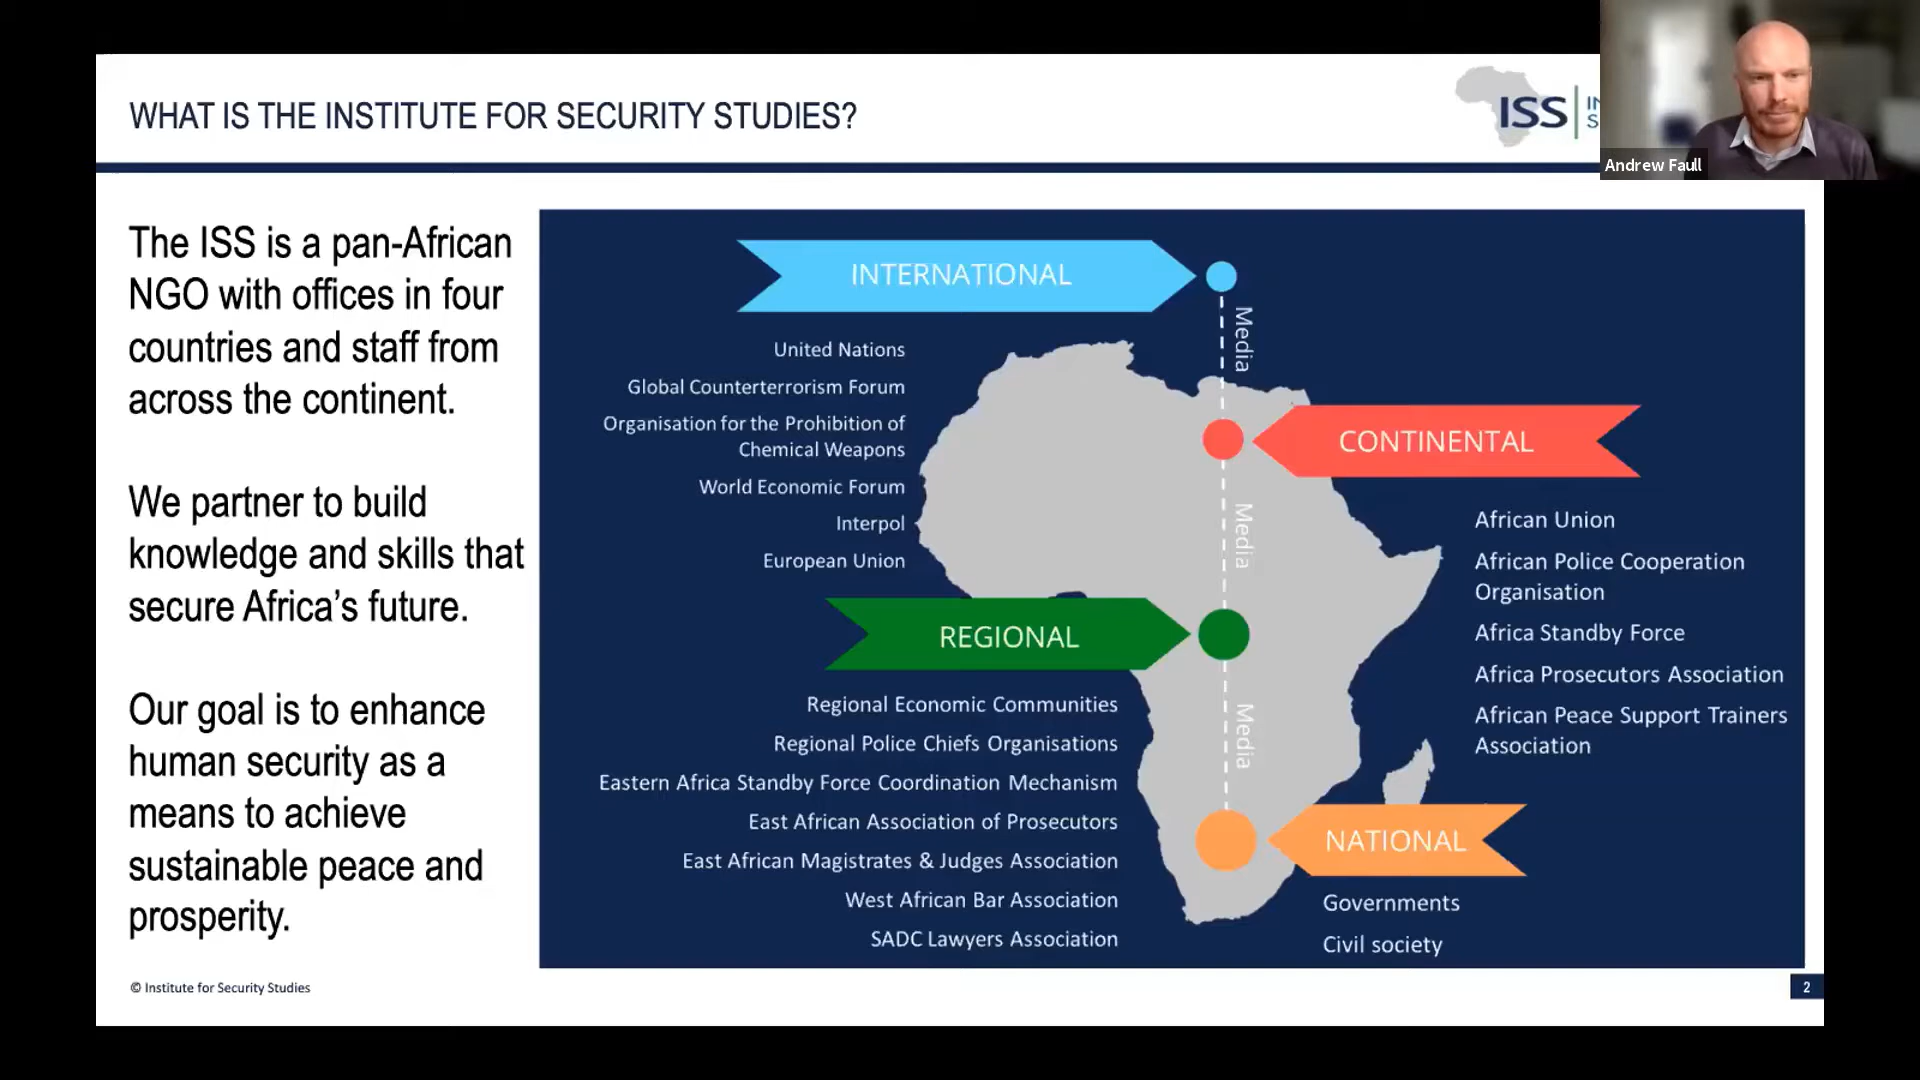 WHAT IS THE INSTITUTE FOR SECURITY STUDIES?
ISS
Andrew Faull
The ISS is a pan-African
NGO with offices in four
countries and staff from
across the continent.
We partner to build
knowledge and skills that
secure Africa's future.
Our goal is to enhance
human security as a
means to achieve
sustainable peace and
prosperity.
INTERNATIONAL
Media
United Nations
Global Counterterrorism Forum
Organisation for the Prohibition of
Chemical Weapons
World Economic Forum
Interpol
European Union
CONTINENTAL
Media
African Union
African Police Cooperation
Organisation
Africa Standby Force
Africa Prosecutors Association
African Peace Support Trainers
Association
REGIONAL
Media
Regional Economic Communities
Regional Police Chiefs Organisations
Eastern Africa Standby Force Coordination Mechanism
East African Association of Prosecutors
East African Magistrates & Judges Association
West African Bar Association
SADC Lawyers Association
NATIONAL
Governments
Civil society
© Institute for Security Studies
2